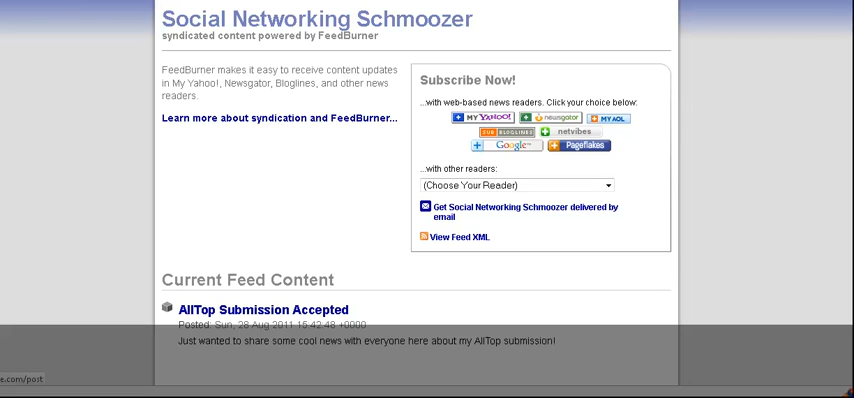 Social Networking Schmoozer
syndicated content powered by FeedBurner
FeedBurner makes it easy to receive content updates
in My Yahoo!, Newsgator, Bloglines, and other news
readers.
Learn more about syndication and FeedBurner...
Subscribe Now!
...with web-based news readers. Click your choice below:
MY YAHOO! newsgator MY AOL
SUB BLOGLINES netvibes
Google™ Pageflakes
...with other readers:
(Choose Your Reader)
Get Social Networking Schmoozer delivered by
email
View Feed XML
Current Feed Content
AllTop Submission Accepted
Posted: Sun, 28 Aug 2011 15:42:48 +0000
Just wanted to share some cool news with everyone here about my AllTop submission!
e.com/post